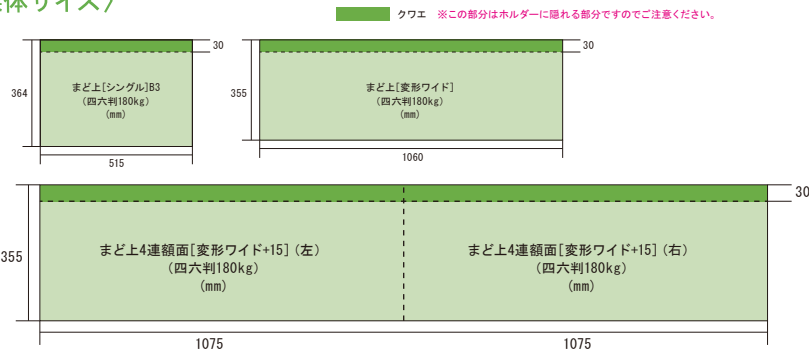 体サイズ〉
クワエ ※この部分はホルダーに隠れる部分ですのでご注意ください。
30
30
364
まど上[シングル]B3
(四六判180kg)
(mm)
355
まど上[変形ワイド]
(四六判180kg)
(mm)
515
1060
30
355
まど上4連額面[変形ワイド+15](左)
(四六判180kg)
(mm)
まど上4連額面[変形ワイド+15](右)
(四六判180kg)
(mm)
1075
1075